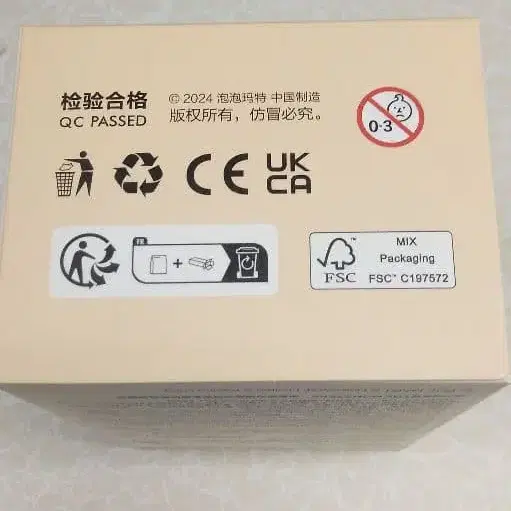 检验合格
QC PASSED
© 2024 泡泡玛特 中国制造
版权所有，仿冒必究。
0-3
CE
UK
CA
FR
+
FSC™
MIX
Packaging
FSC™ C197572